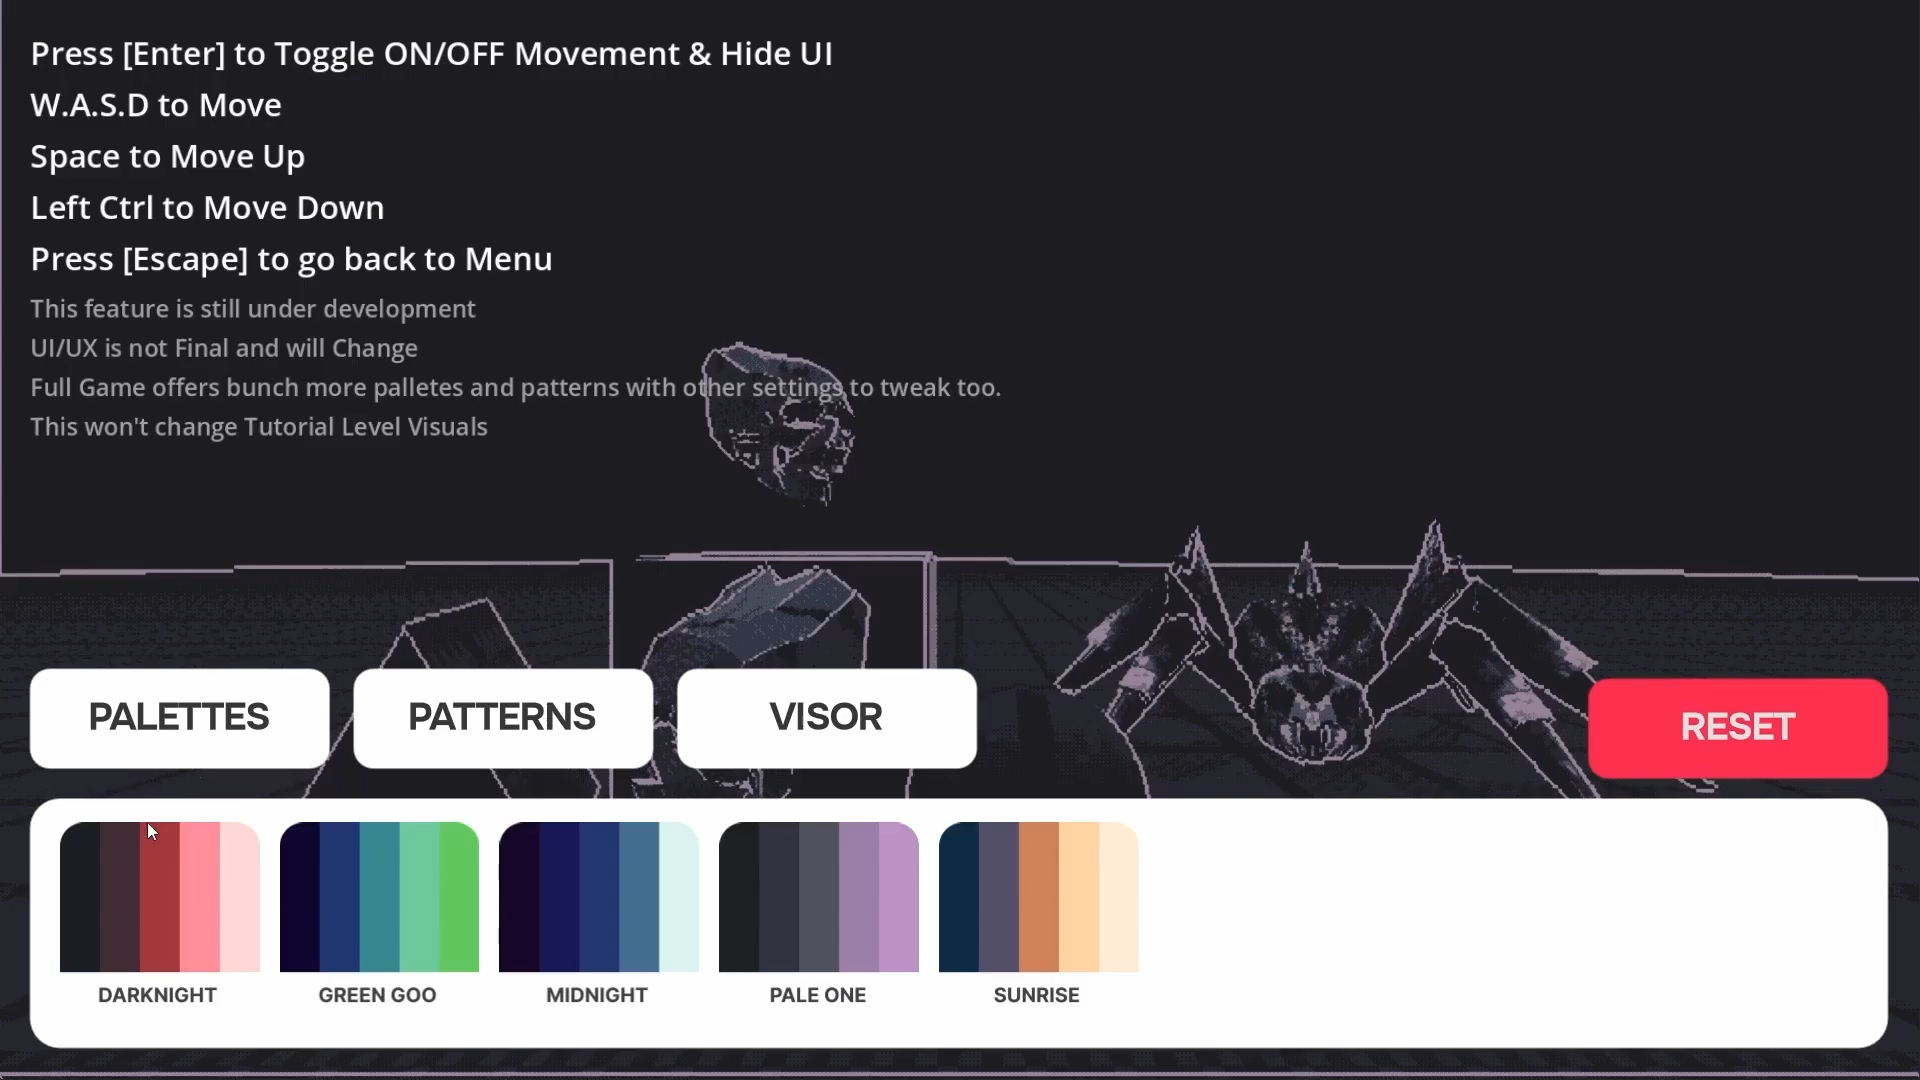 Press [Enter] to Toggle ON/OFF Movement & Hide UI
W.A.S.D to Move
Space to Move Up
Left Ctrl to Move Down
Press [Escape] to go back to Menu
This feature is still under development
UI/UX is not Final and will Change
Full Game offers bunch more palletes and patterns with other settings to tweak too.
This won't change Tutorial Level Visuals
PALETTES
PATTERNS
VISOR
RESET
DARKNIGHT
GREEN GOO
MIDNIGHT
PALE ONE
SUNRISE